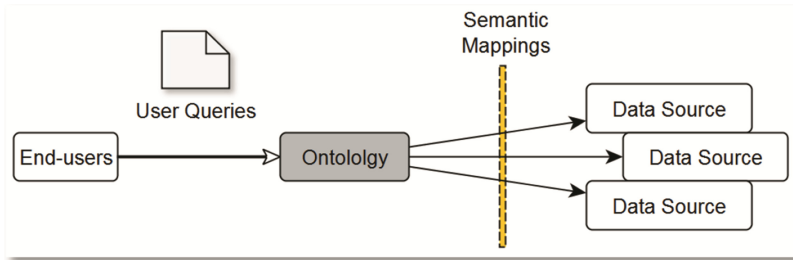 Semantic
Mappings
User Queries
Data Source
End-users
Ontololgy
Data Source
Data Source